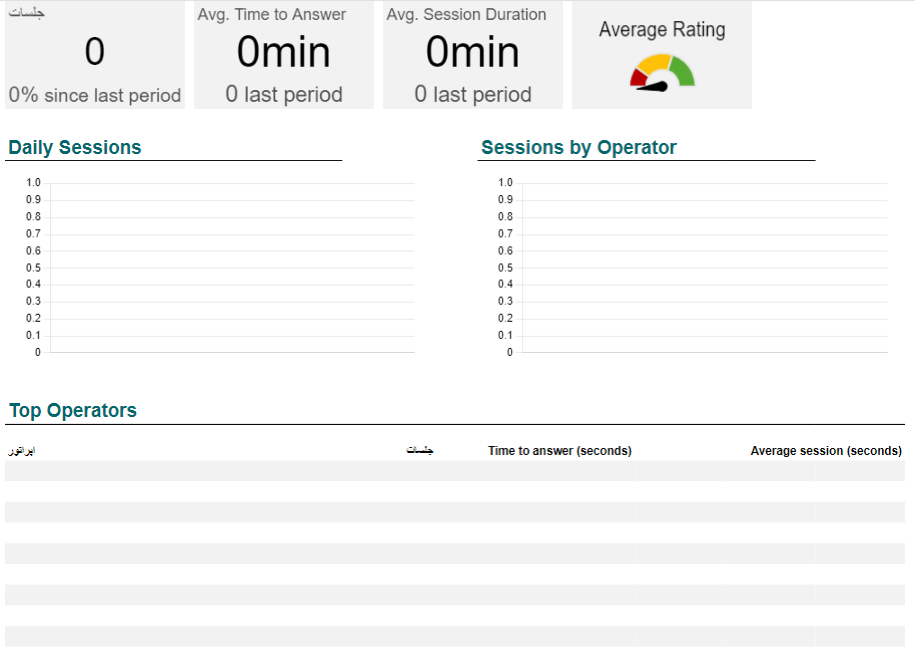 جلسات
0
0% since last period
Avg. Time to Answer
0min
0 last period
Avg. Session Duration
0min
0 last period
Average Rating
Daily Sessions
1.0
0.9
0.8
0.7
0.6
0.5
0.4
0.3
0.2
0.1
0
Sessions by Operator
1.0
0.9
0.8
0.7
0.6
0.5
0.4
0.3
0.2
0.1
0
Top Operators
اپراتور جلسات Time to answer (seconds) Average session (seconds)